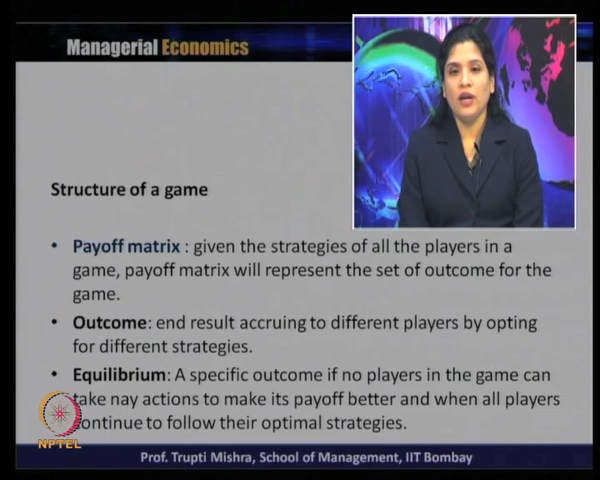 Managerial Economics
Structure of a game
• Payoff matrix : given the strategies of all the players in a
game, payoff matrix will represent the set of outcome for the
game.
• Outcome: end result accruing to different players by opting
for different strategies.
• Equilibrium: A specific outcome if no players in the game can
take nay actions to make its payoff better and when all players
continue to follow their optimal strategies.
NPTEL
Prof. Trupti Mishra, School of Management, IIT Bombay